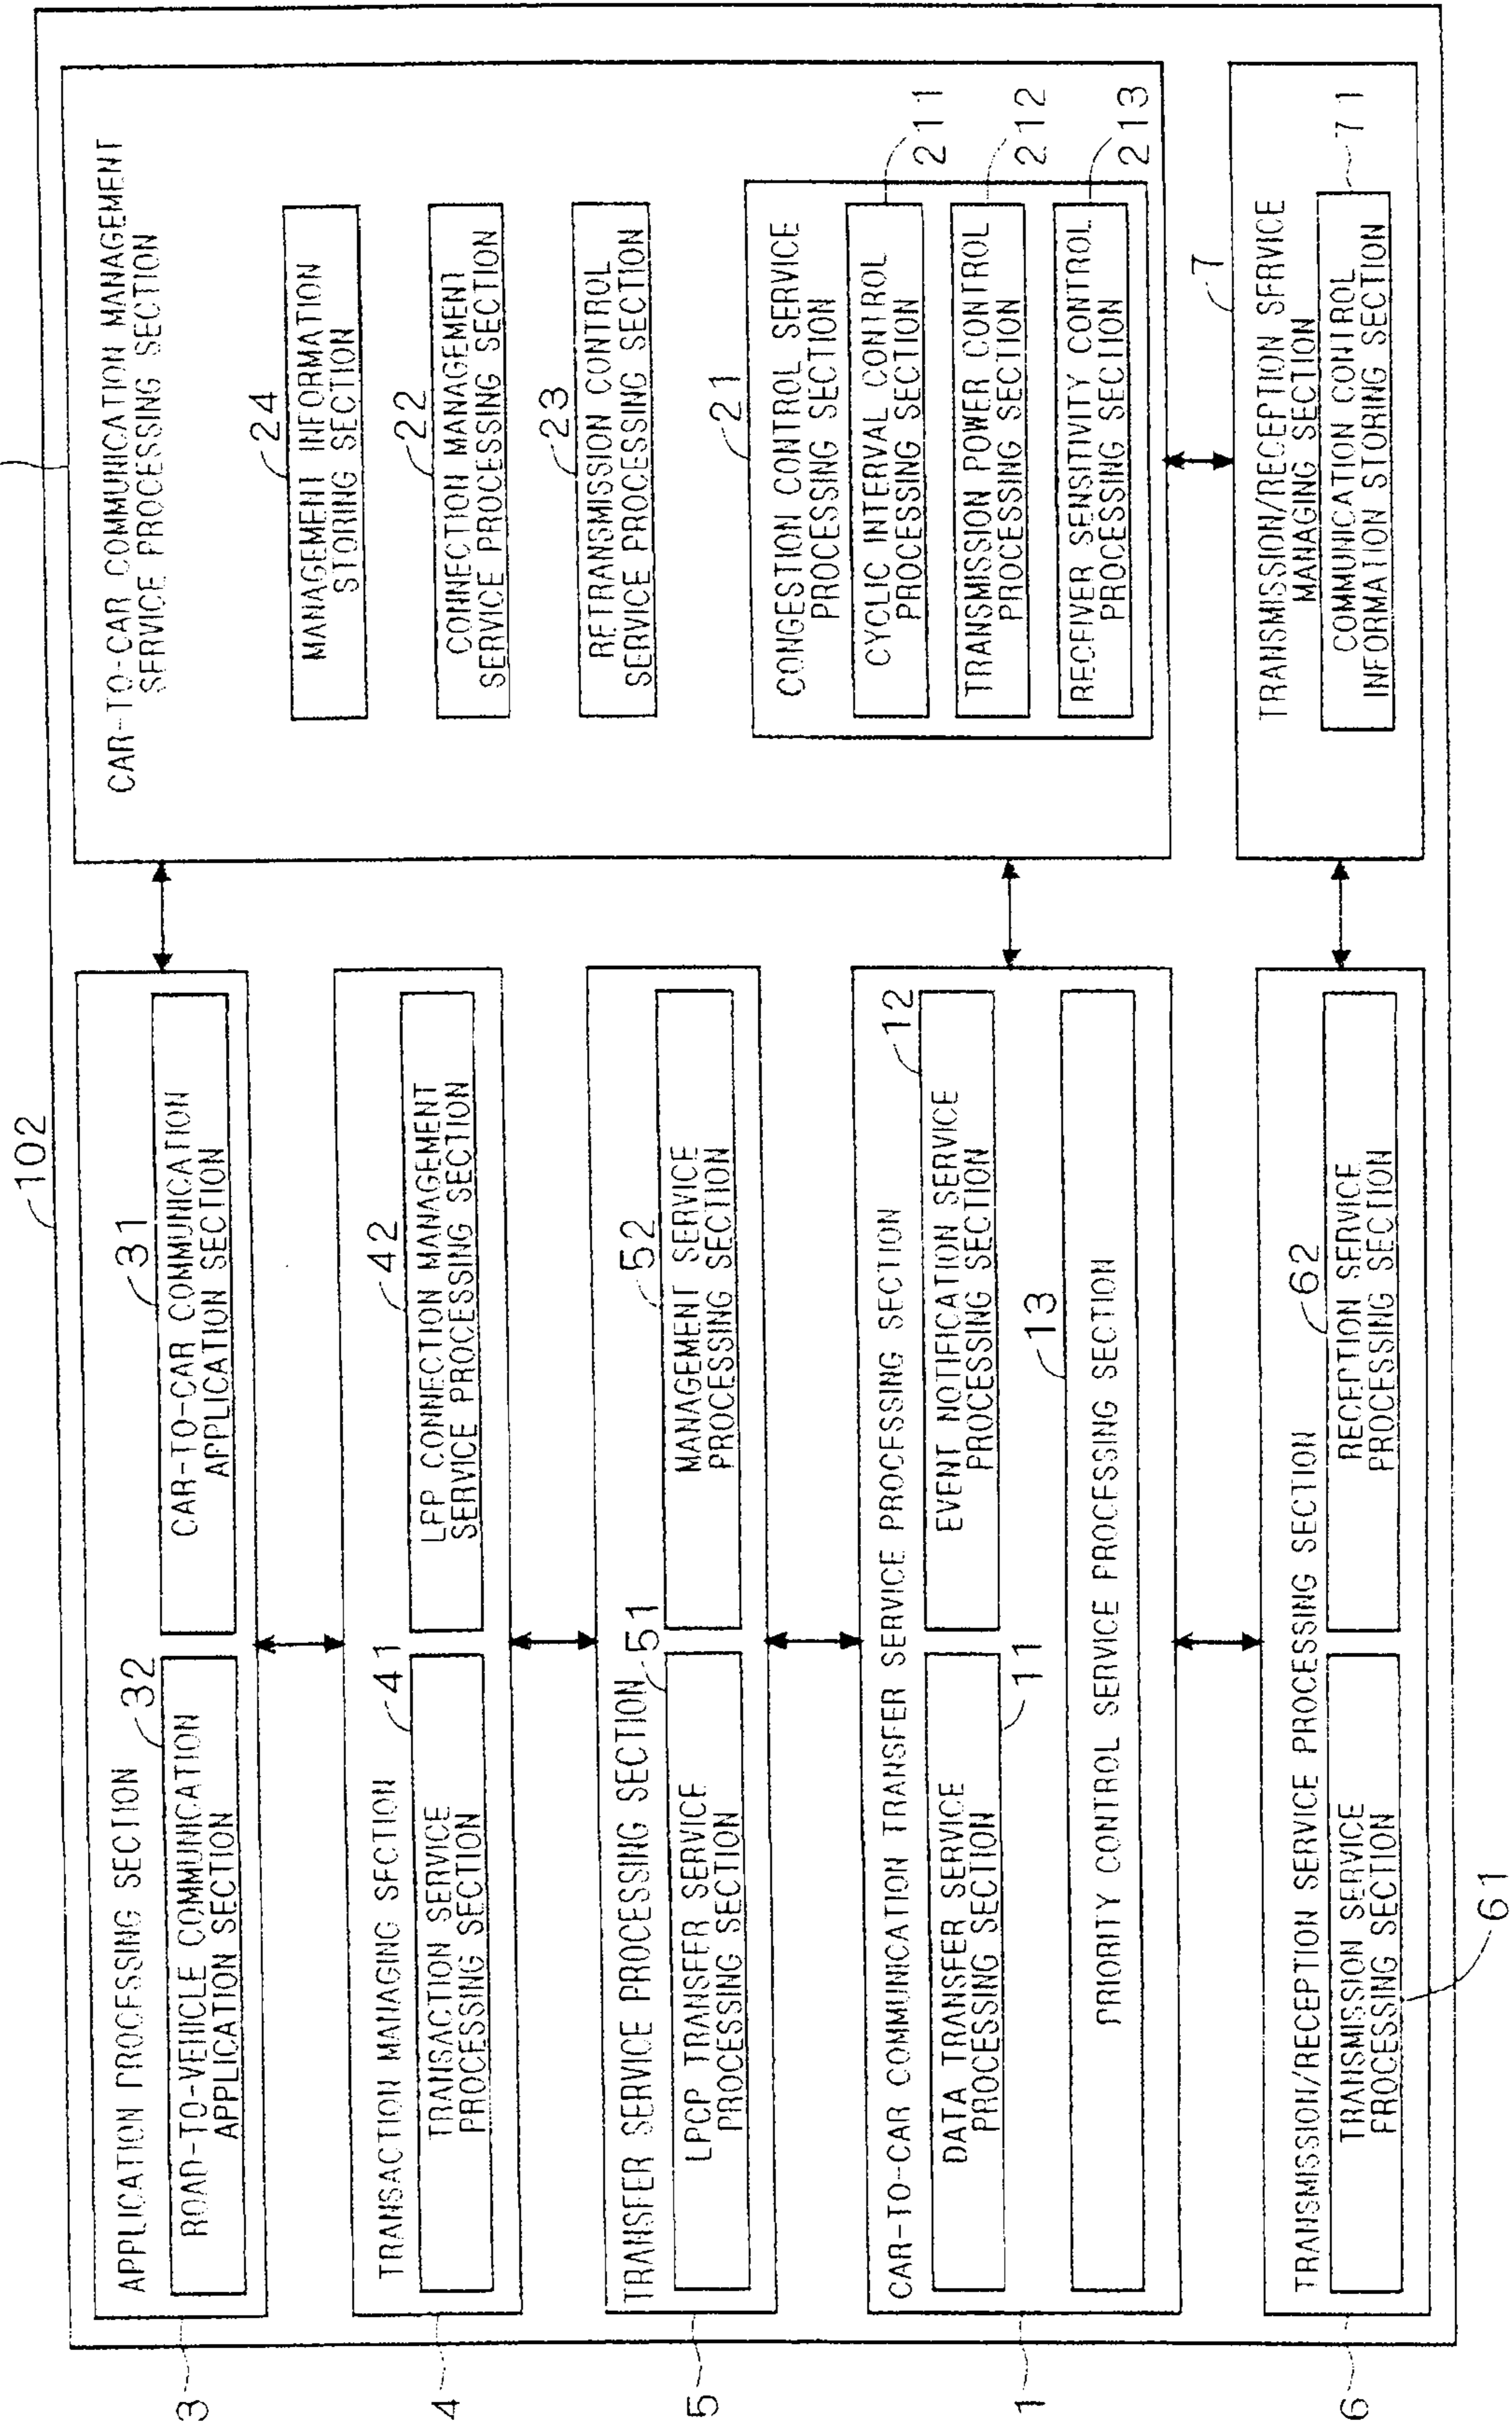 102
3
APPLICATION PROCESSING SECTION
32
ROAD-TO-VEHICLE COMMUNICATION
APPLICATION SECTION
31
CAR-TO-CAR COMMUNICATION
APPLICATION SECTION
4
TRANSACTION MANAGING SECTION
41
TRANSACTION SERVICE
PROCESSING SECTION
42
LPP CONNECTION MANAGEMENT
SERVICE PROCESSING SECTION
5
TRANSFER SERVICE PROCESSING SECTION
51
LPCP TRANSFER SERVICE
PROCESSING SECTION
52
MANAGEMENT SERVICE
PROCESSING SECTION
1
CAR-TO-CAR COMMUNICATION TRANSFER SERVICE PROCESSING SECTION
DATA TRANSFER SERVICE
PROCESSING SECTION
11
EVENT NOTIFICATION SERVICE
PROCESSING SECTION
12
13
PRIORITY CONTROL SERVICE PROCESSING SECTION
6
TRANSMISSION/RECEPTION SERVICE PROCESSING SECTION
TRANSMISSION SERVICE
PROCESSING SECTION
61
62
RECEPTION SERVICE
PROCESSING SECTION
CAR-TO-CAR COMMUNICATION MANAGEMENT
SERVICE PROCESSING SECTION
24
MANAGEMENT INFORMATION
STORING SECTION
22
CONNECTION MANAGEMENT
SERVICE PROCESSING SECTION
23
RETRANSMISSION CONTROL
SERVICE PROCESSING SECTION
21
CONGESTION CONTROL SERVICE
PROCESSING SECTION
CYCLIC INTERVAL CONTROL
PROCESSING SECTION
211
TRANSMISSION POWER CONTROL
PROCESSING SECTION
212
RECEIVER SENSITIVITY CONTROL
PROCESSING SECTION
213
7
TRANSMISSION/RECEPTION SERVICE
MANAGING SECTION
COMMUNICATION CONTROL
INFORMATION STORING SECTION
71